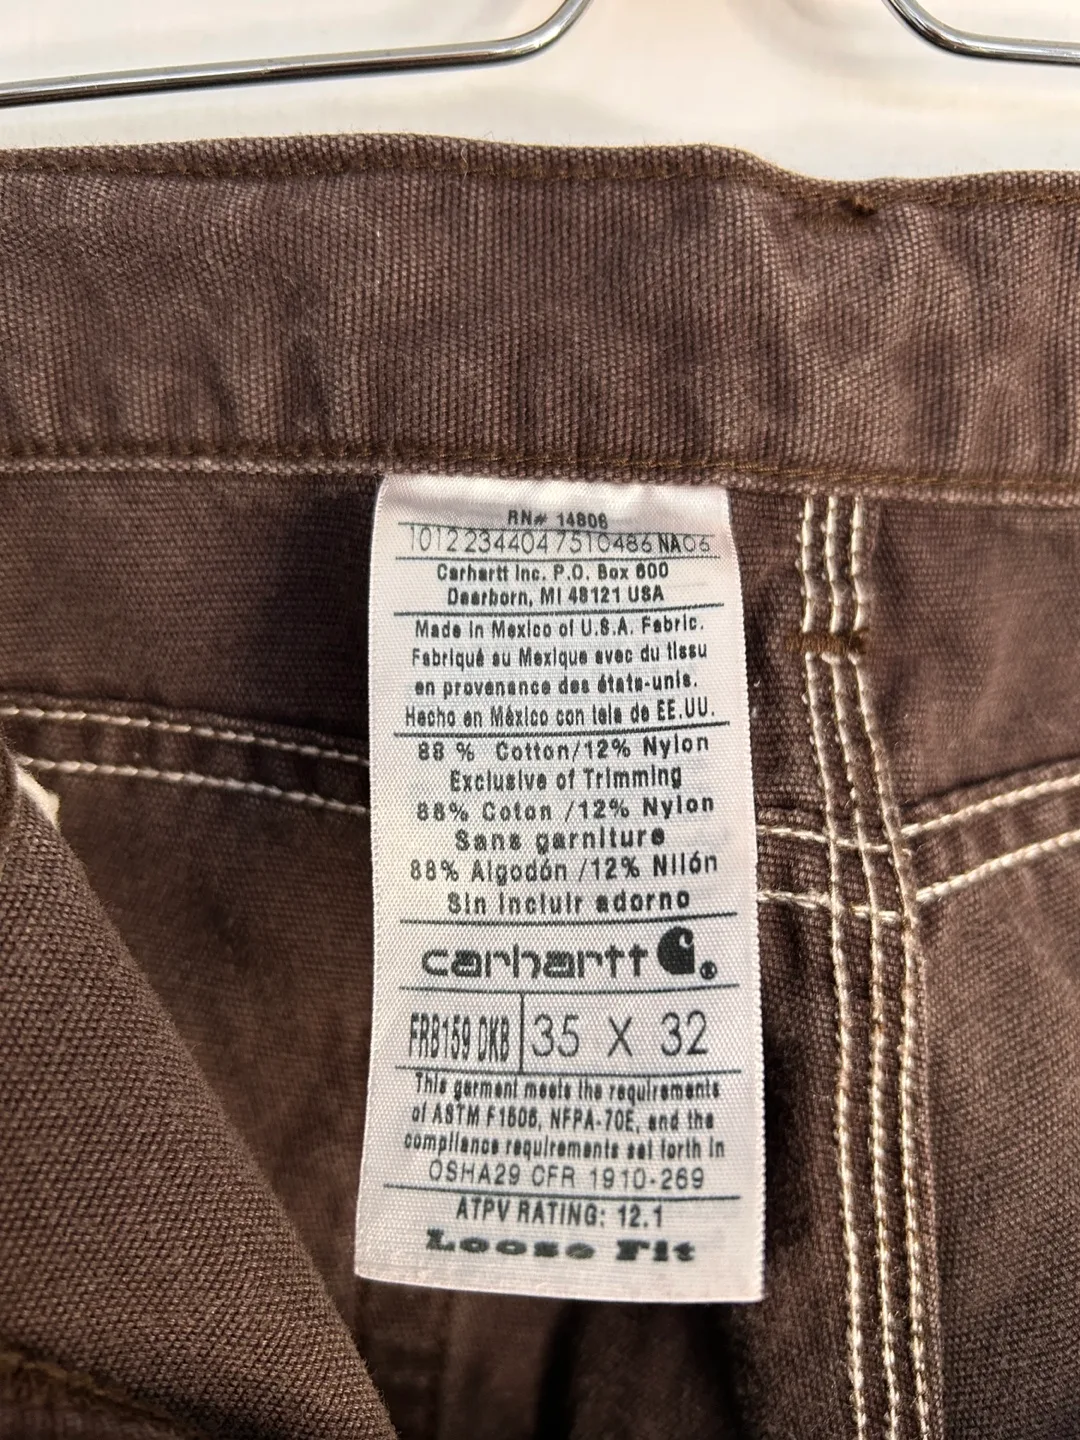 RN# 14806
10122344047510486 NA06
Carhartt Inc. P.O. Box 600
Dearborn, MI 48121 USA
Made in Mexico of U.S.A. Fabric.
Fabriqué au Mexique avec du tissu
en provenance des états-unis.
Hecho en México con tela de EE.UU.
88 % Cotton/12% Nylon
Exclusive of Trimming
88% Coton /12% Nylon
Sans garniture
88% Algodón /12% Nilón
Sin incluir adorno
carhartt ®
FRB159 DKB 35 X 32
This garment meets the requirements
of ASTM F1506, NFPA-70E, and the
compliance requirements set forth in
OSHA29 CFR 1910-269
ATPV RATING: 12.1
Loose Fit